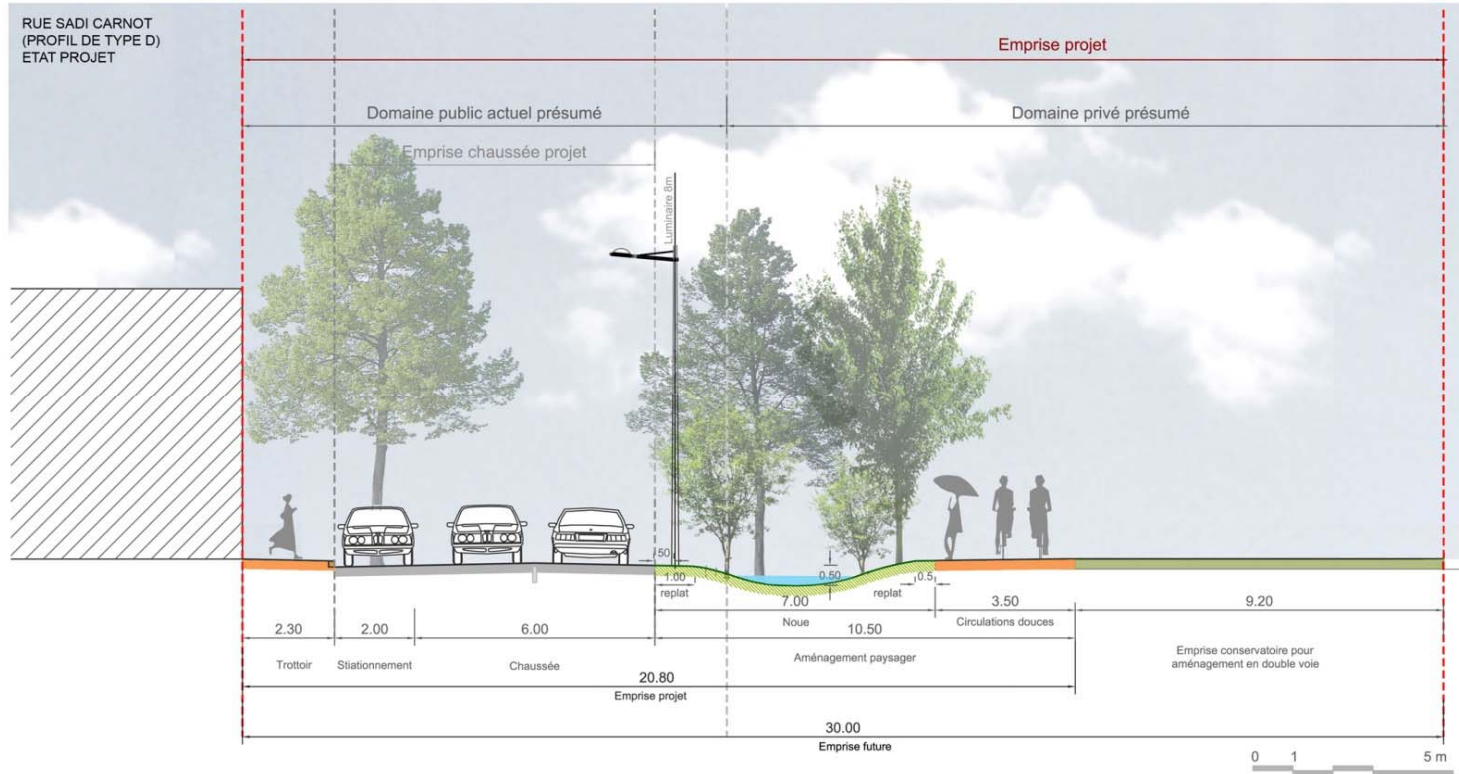 RUE SADI CARNOT
(PROFIL DE TYPE D)
ETAT PROJET
Emprise projet
Domaine public actuel présumé
Domaine privé présumé
Emprise chaussée projet
Luminaire 8m
50
1.00
replat
0.50
0.5
replat
7.00
Noue
3.50
Circulations douces
9.20
2.30
2.00
6.00
10.50
Trottoir
Stiationnement
Chaussée
Aménagement paysager
Emprise conservatoire pour
aménagement en double voie
20.80
Emprise projet
30.00
Emprise future
0 1 5 m